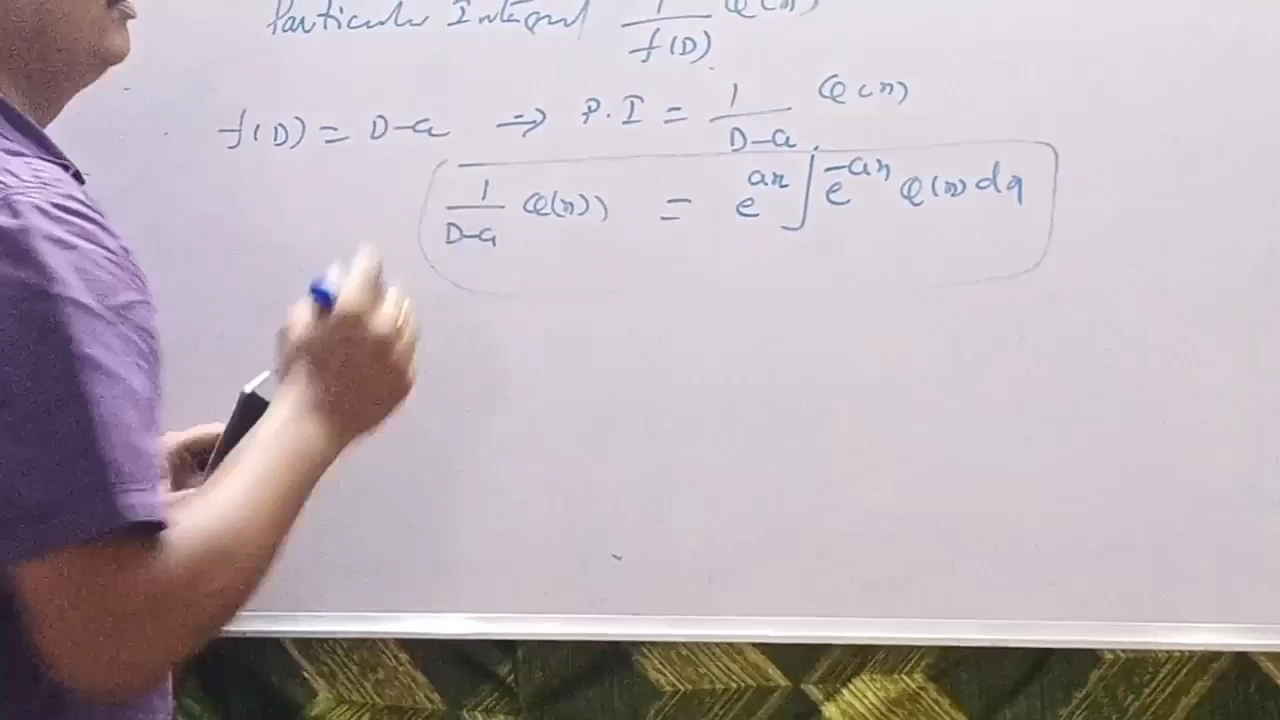 Particular Integral 1/f(D) Q(x)
f(D) = D-a ⇒ P.I = 1/D-a Q(x)
1/D-a Q(x)) = e^ax ∫ e^-ax Q(x) dx